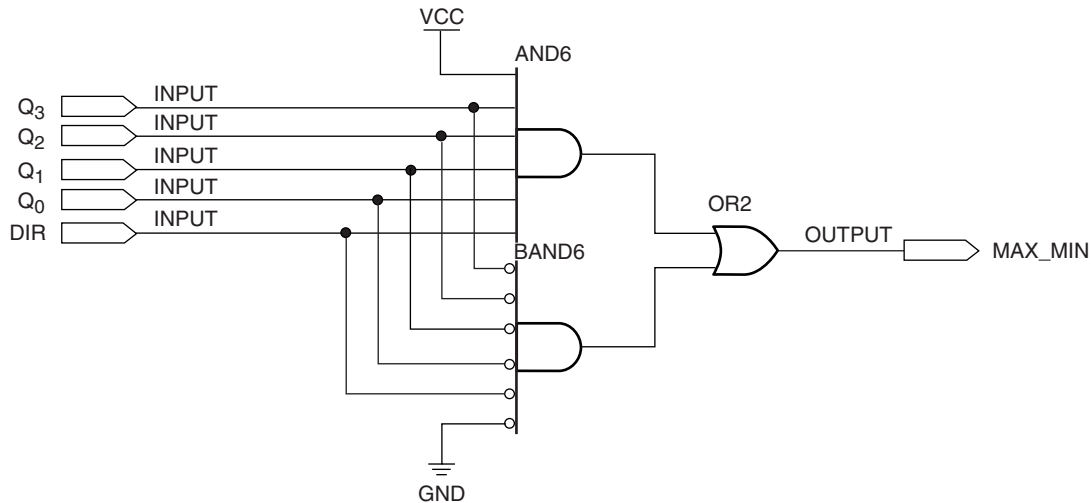 VCC
AND6
Q3 INPUT
Q2 INPUT
Q1 INPUT
Q0 INPUT
DIR INPUT
OR2
OUTPUT
MAX_MIN
BAND6
GND